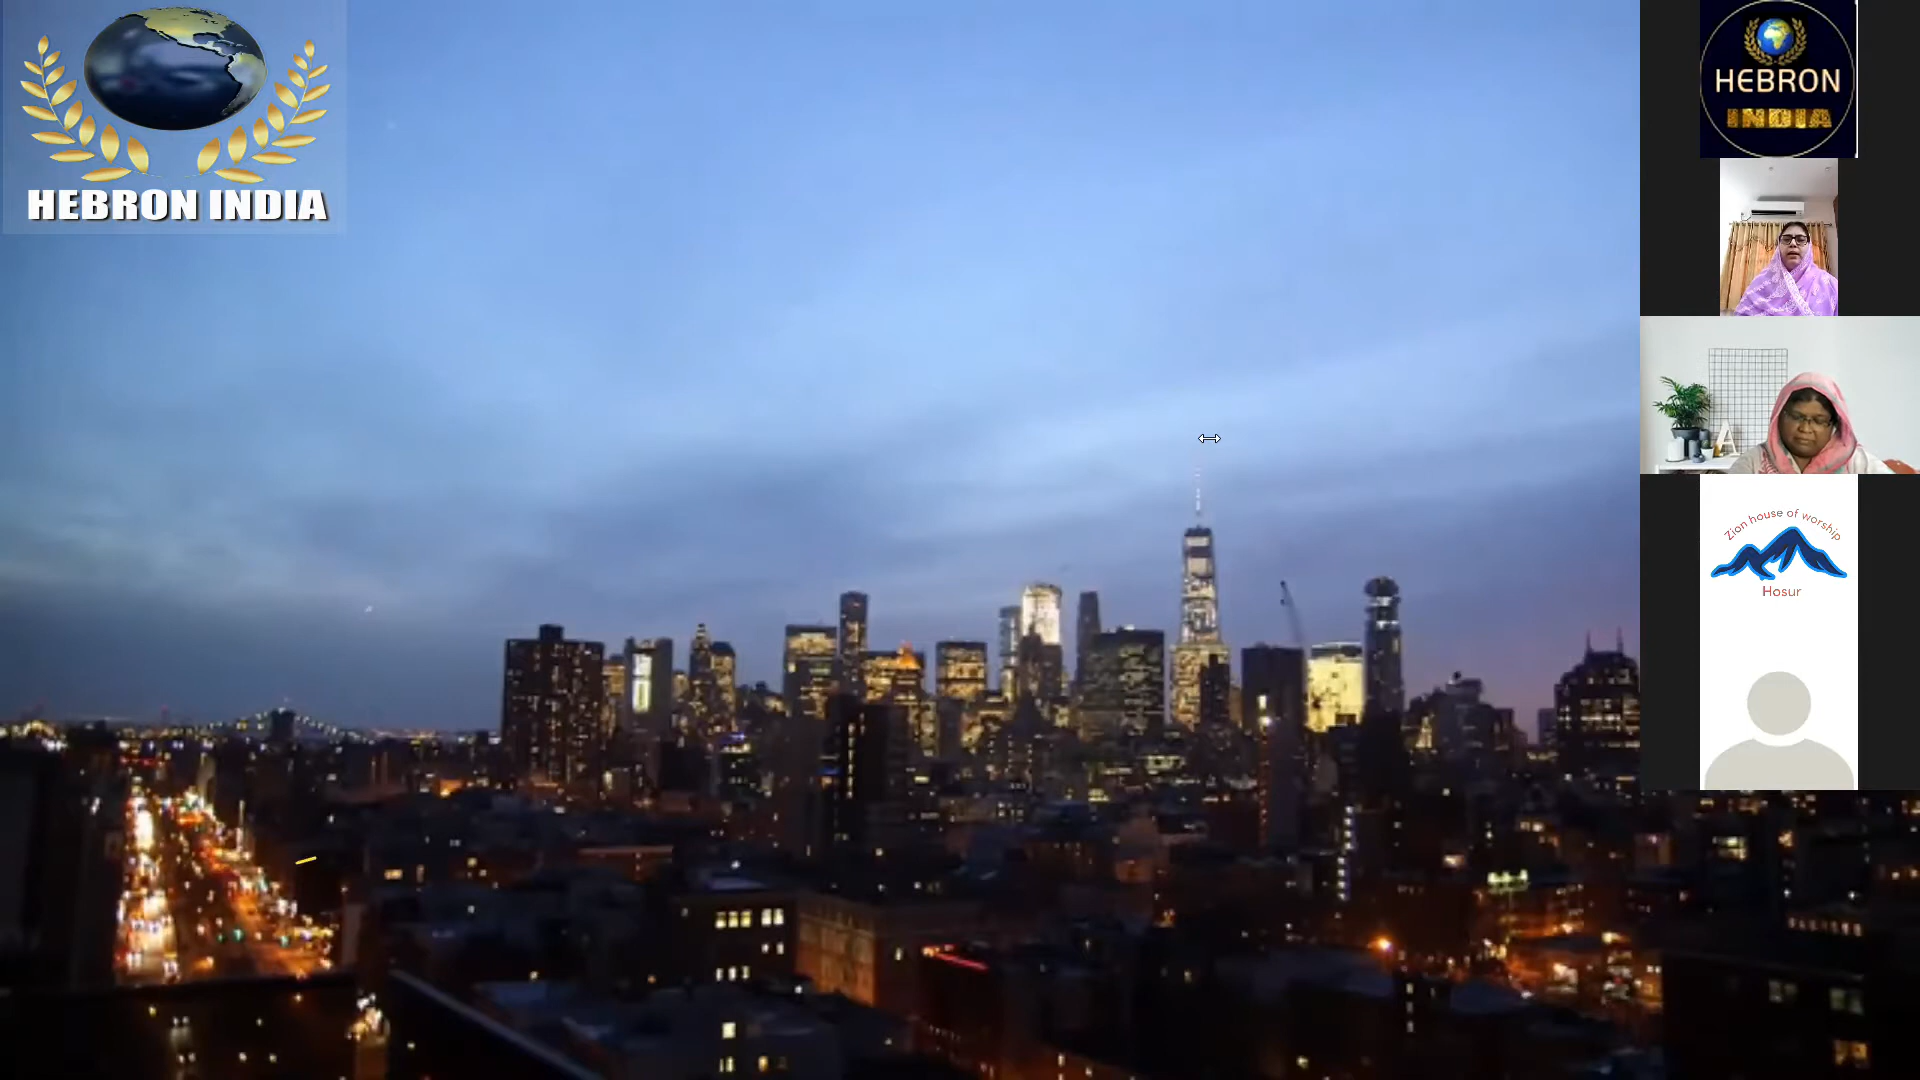 HEBRON INDIA
HEBRON
INDIA
Zion house of worship
Hosur